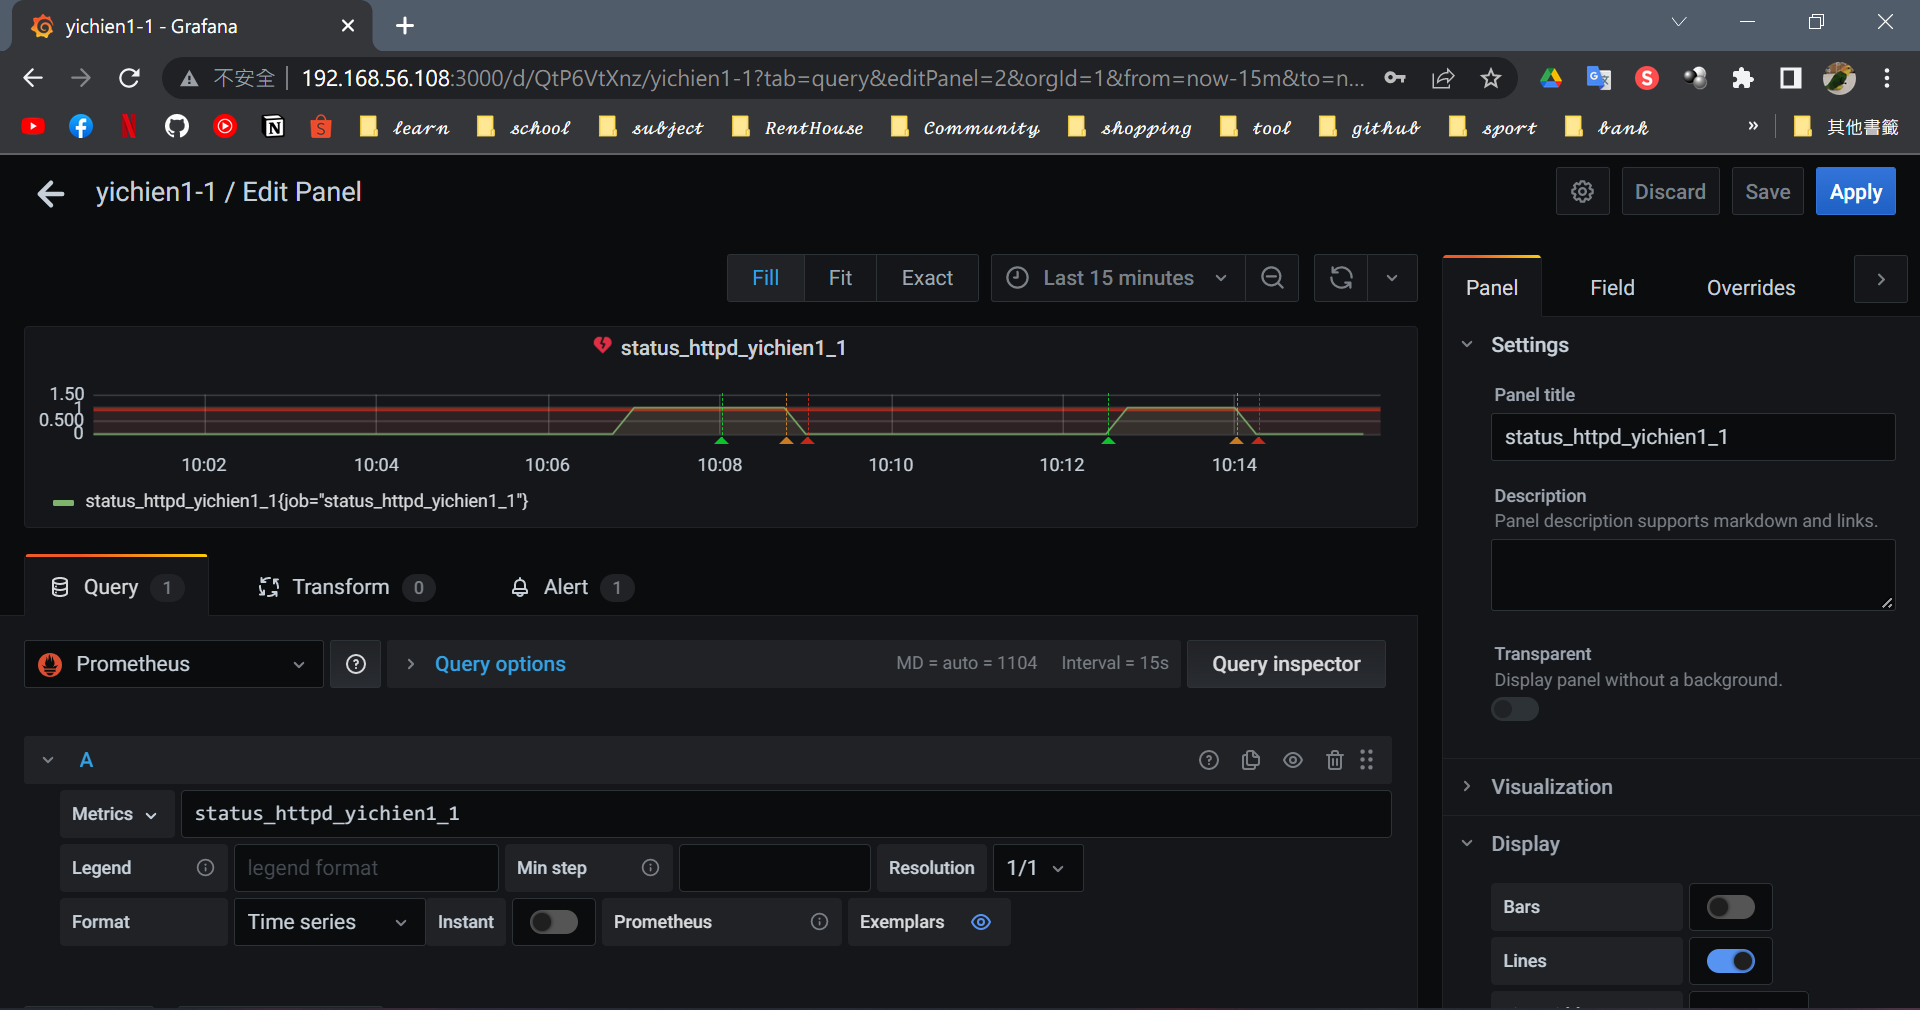 yichien1-1 - Grafana
不安全 192.168.56.108:3000/d/QtP6VtXnz/yichien1-1?tab=query&editPanel=2&orgId=1&from=now-15m&to=n...
learn school subject RentHouse Community shopping tool github sport bank » 其他書籤
yichien1-1 / Edit Panel
Discard Save Apply
Fill Fit Exact Last 15 minutes
Panel Field Overrides
status_httpd_yichien1_1
1.50
1
0.500
0
10:02 10:04 10:06 10:08 10:10 10:12 10:14
status_httpd_yichien1_1{job="status_httpd_yichien1_1"}
Settings
Panel title
status_httpd_yichien1_1
Description
Panel description supports markdown and links.
Query 1 Transform 0 Alert 1
Prometheus Query options MD = auto = 1104 Interval = 15s Query inspector
Transparent
Display panel without a background.
A
Metrics status_httpd_yichien1_1
Legend legend format Min step Resolution 1/1
Format Time series Instant Prometheus Exemplars
Visualization
Display
Bars
Lines